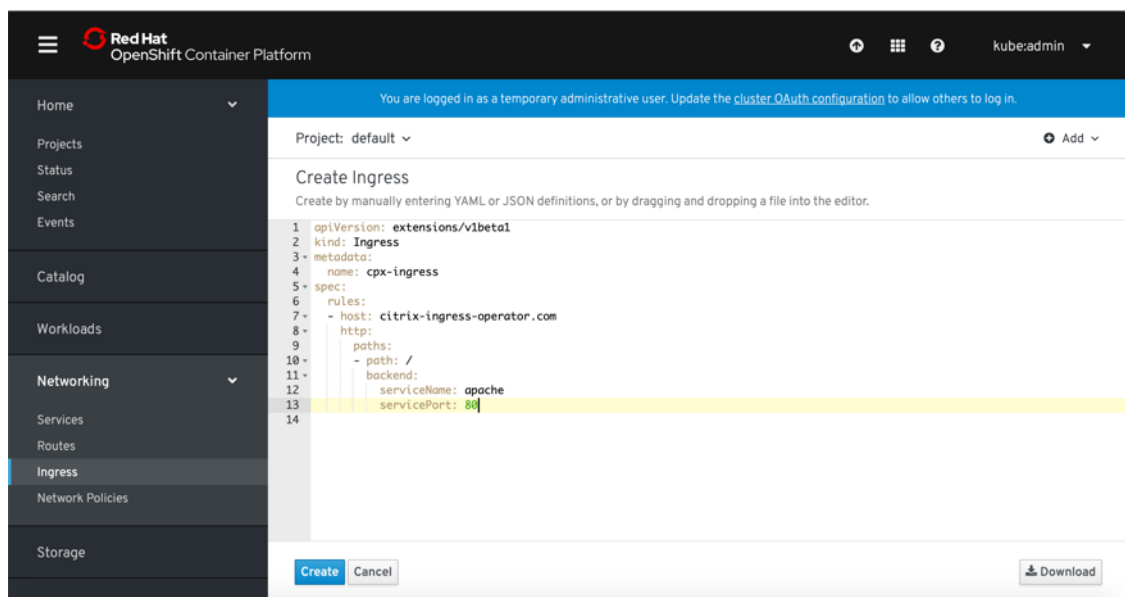 Red Hat
OpenShift Container Platform
kube:admin
Home
Projects
Status
Search
Events
Catalog
Workloads
Networking
Services
Routes
Ingress
Network Policies
Storage
You are logged in as a temporary administrative user. Update the cluster OAuth configuration to allow others to log in.
Project: default
Add
Create Ingress
Create by manually entering YAML or JSON definitions, or by dragging and dropping a file into the editor.
1 apiVersion: extensions/v1beta1
2 kind: Ingress
3 metadata:
4   name: cpx-ingress
5 spec:
6   rules:
7   - host: citrix-ingress-operator.com
8     http:
9       paths:
10       - path: /
11         backend:
12           serviceName: apache
13           servicePort: 80
14
Create Cancel
Download